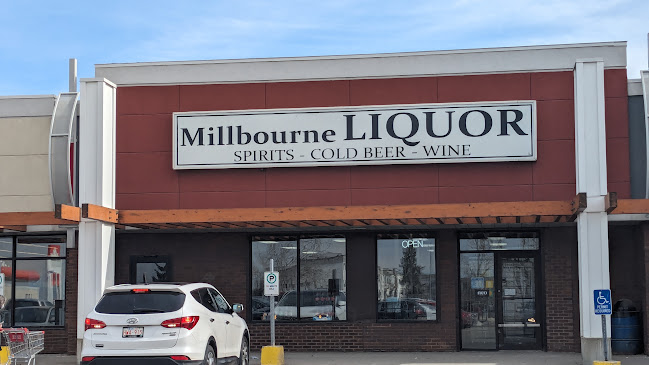 Millbourne LIQUOR
SPIRITS - COLD BEER - WINE
OPEN
P